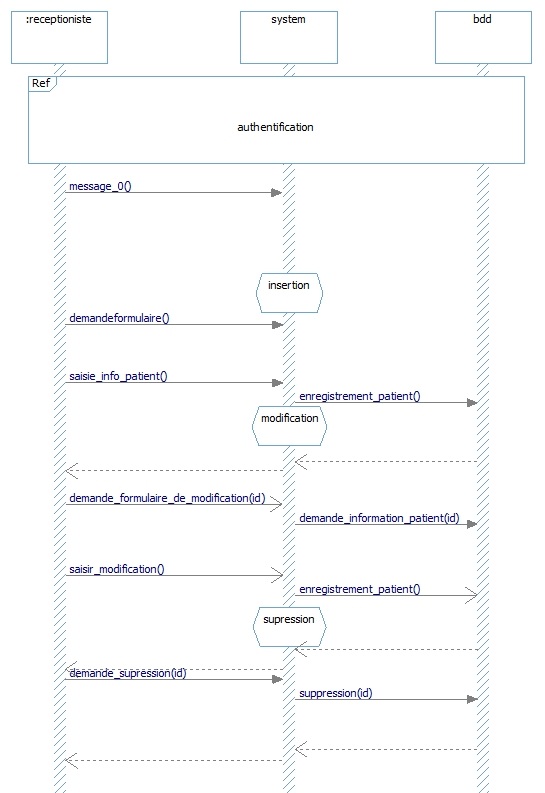 :receptioniste
system
bdd
Ref
authentification
message_0()
insertion
demandeformulaire()
saisie_info_patient()
enregistrement_patient()
modification
demande_formulaire_de_modification(id)
demande_information_patient(id)
saisir_modification()
enregistrement_patient()
supression
demande_supression(id)
suppression(id)